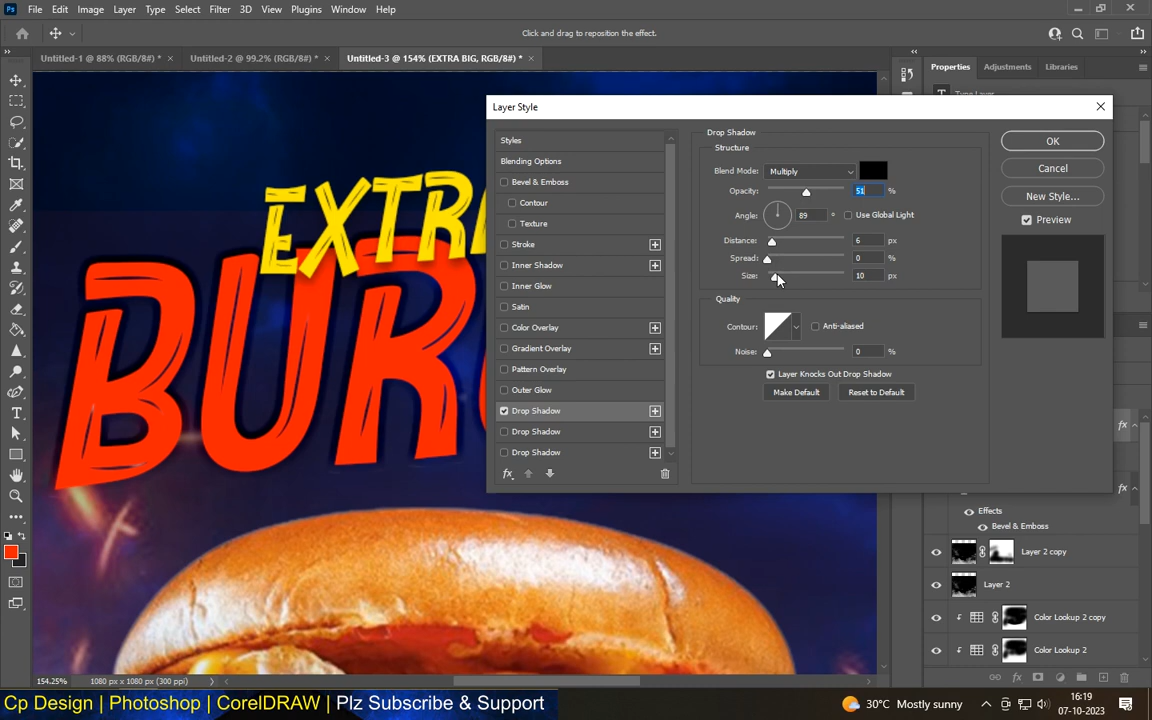 Ps File Edit Image Layer Type Select Filter 3D View Plugins Window Help
Click and drag to reposition the effect.
Untitled-1 @ 88% (RGB/8#) * × Untitled-2 @ 99.2% (RGB/8#) * × Untitled-3 @ 154% (EXTRA BIG, RGB/8#) * ×
Properties Adjustments Libraries
T Type Layer
Layer Style
Styles
Blending Options
Bevel & Emboss
Contour
Texture
Stroke
Inner Shadow
Inner Glow
Satin
Color Overlay
Gradient Overlay
Pattern Overlay
Outer Glow
Drop Shadow
Drop Shadow
Drop Shadow
fx
Drop Shadow
Structure
Blend Mode: Multiply
Opacity: 51 %
Angle: 89 ° Use Global Light
Distance: 6 px
Spread: 0 %
Size: 10 px
Quality
Contour: Anti-aliased
Noise: 0 %
Layer Knocks Out Drop Shadow
Make Default Reset to Default
OK
Cancel
New Style...
Preview
EXTR
BUR
fx
fx
Effects
Bevel & Emboss
Layer 2 copy
Layer 2
Color Lookup 2 copy
Color Lookup 2
fx
154.25% 1080 px x 1080 px (300 ppi)
Cp Design | Photoshop | CorelDRAW | Plz Subscribe & Support
30°C Mostly sunny
16:19
07-10-2023